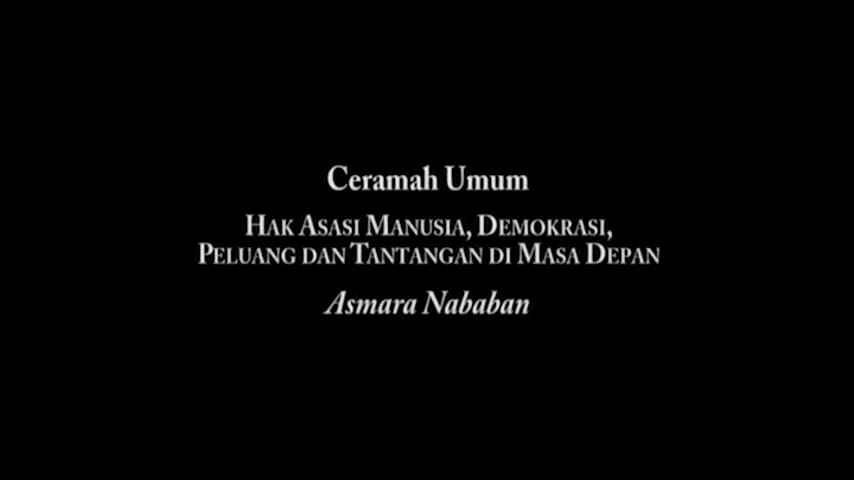 Ceramah Umum
Hak Asasi Manusia, Demokrasi,
Peluang dan Tantangan di Masa Depan
Asmara Nababan